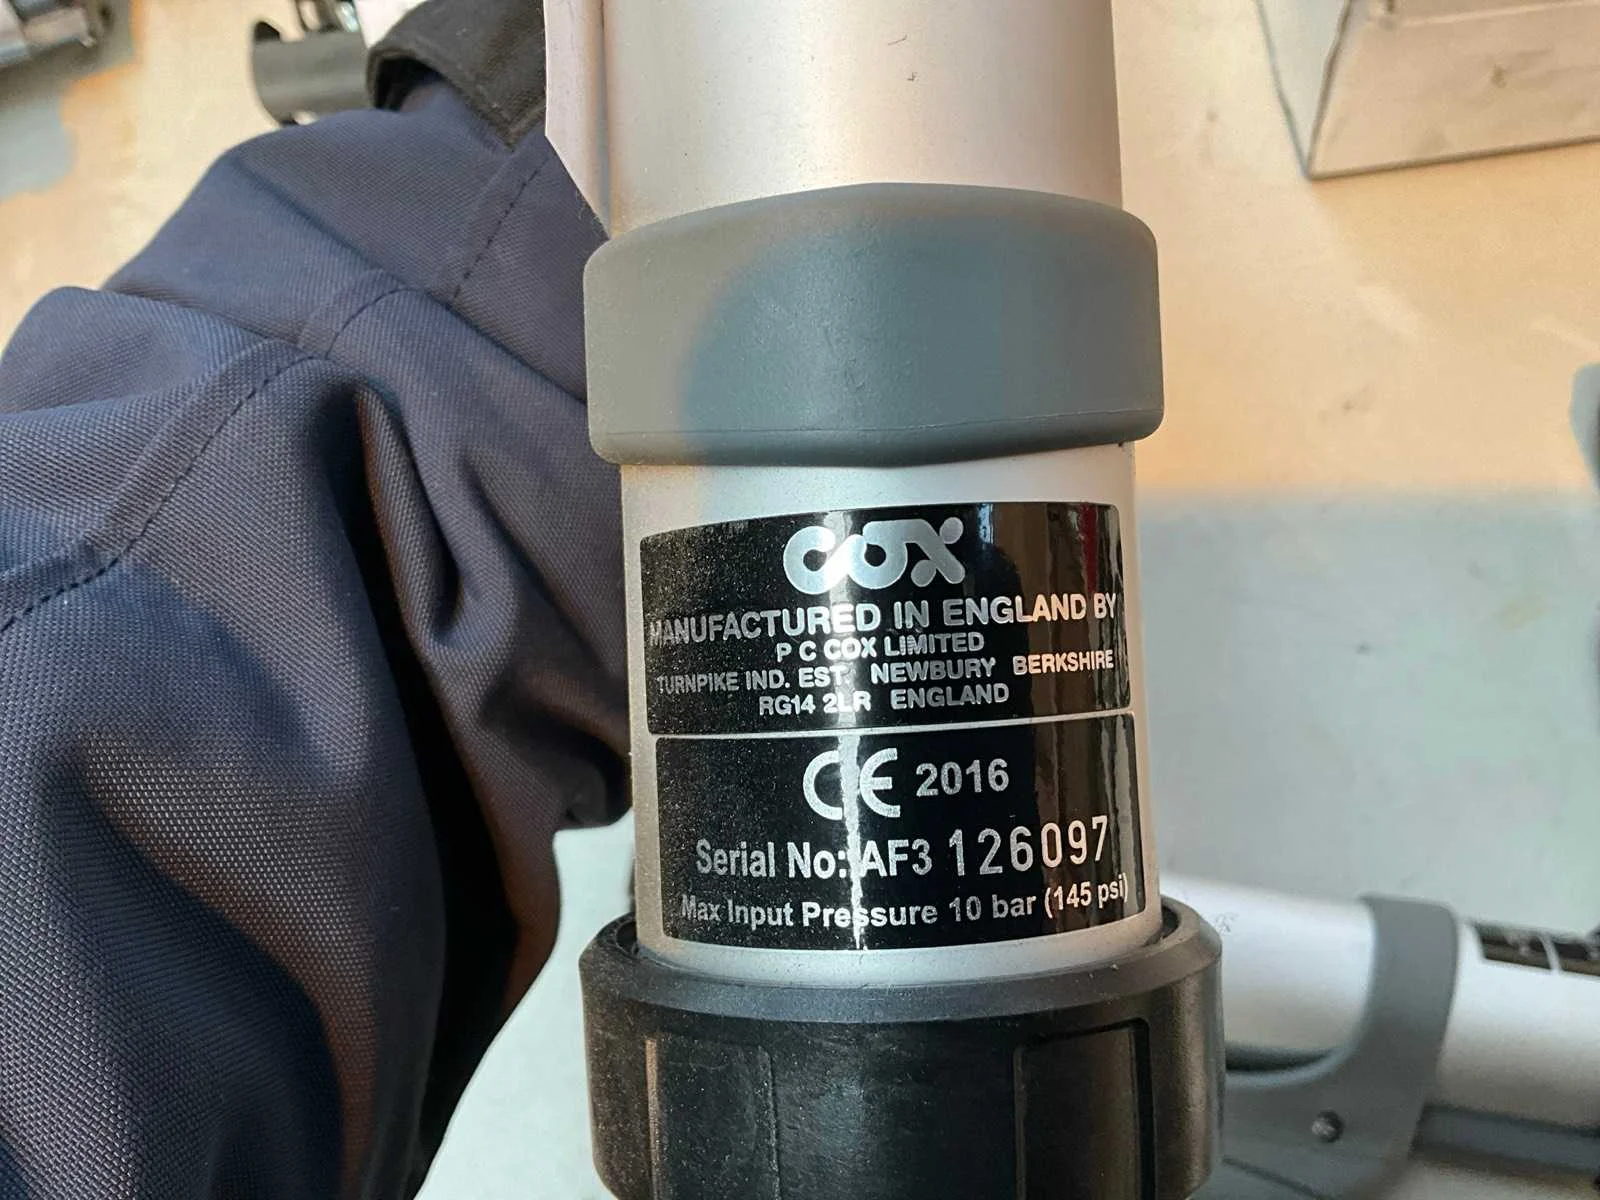 cox
MANUFACTURED IN ENGLAND BY
P C COX LIMITED
TURNPIKE IND. EST. NEWBURY BERKSHIRE
RG14 2LR ENGLAND
CE 2016
Serial No: AF3 126097
Max Input Pressure 10 bar (145 psi)